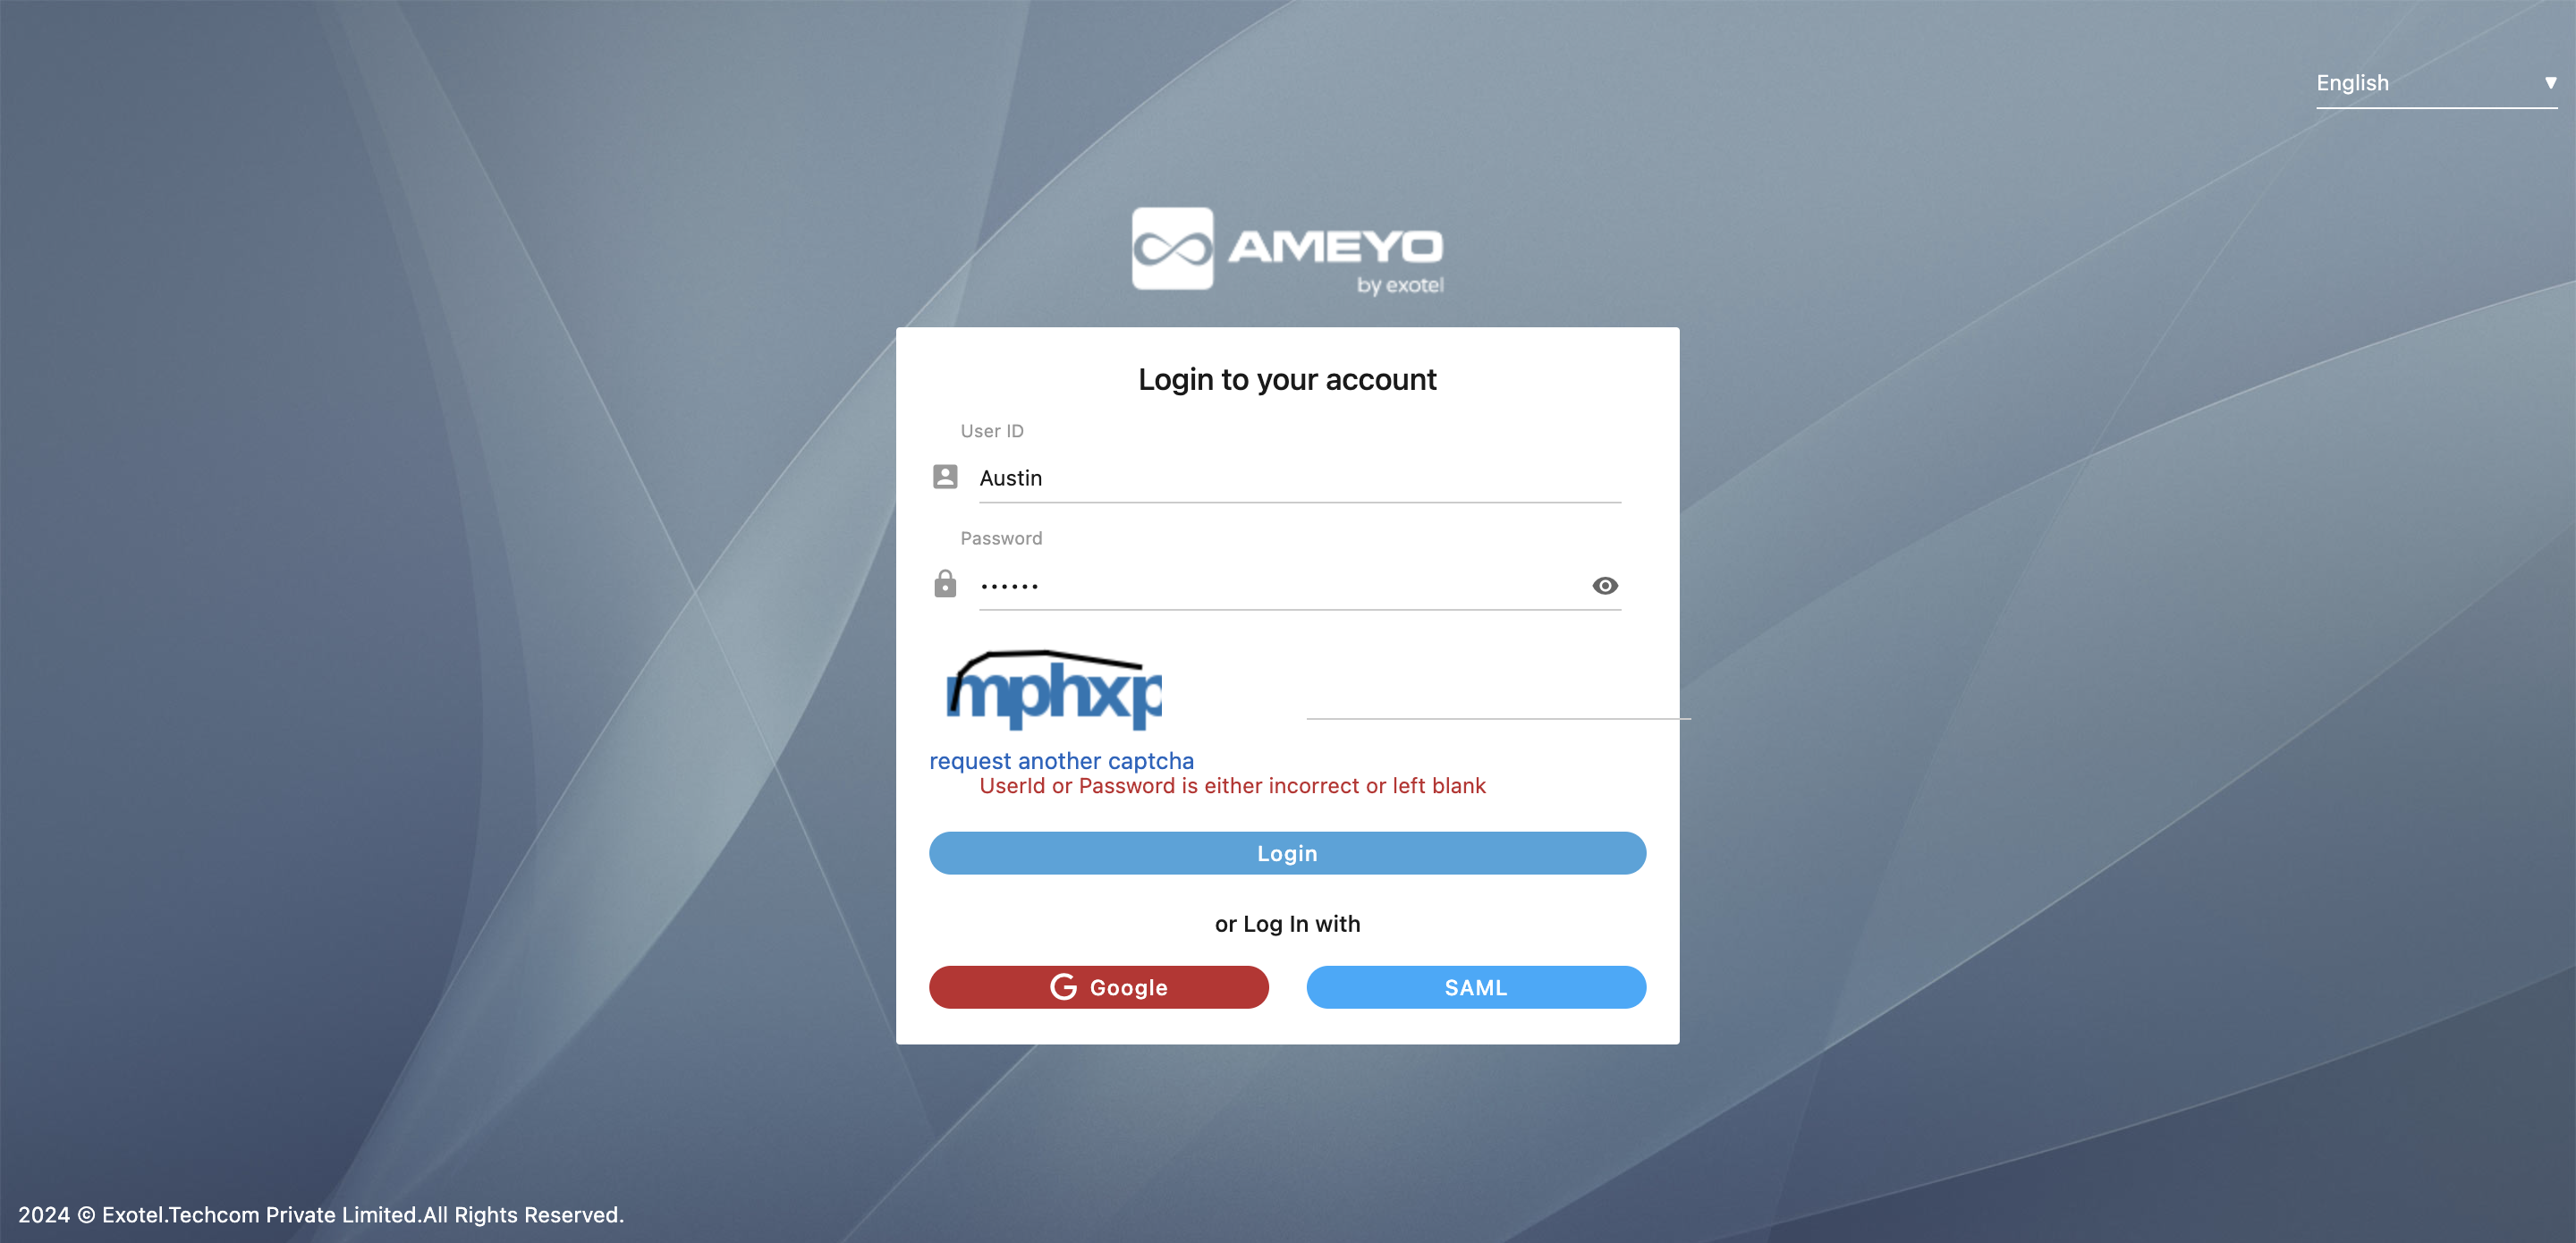 English
AMEYO
by exotel
Login to your account
User ID
Austin
Password
mphxp
request another captcha
UserId or Password is either incorrect or left blank
Login
or Log In with
Google
SAML
2024 © Exotel.Techcom Private Limited.All Rights Reserved.